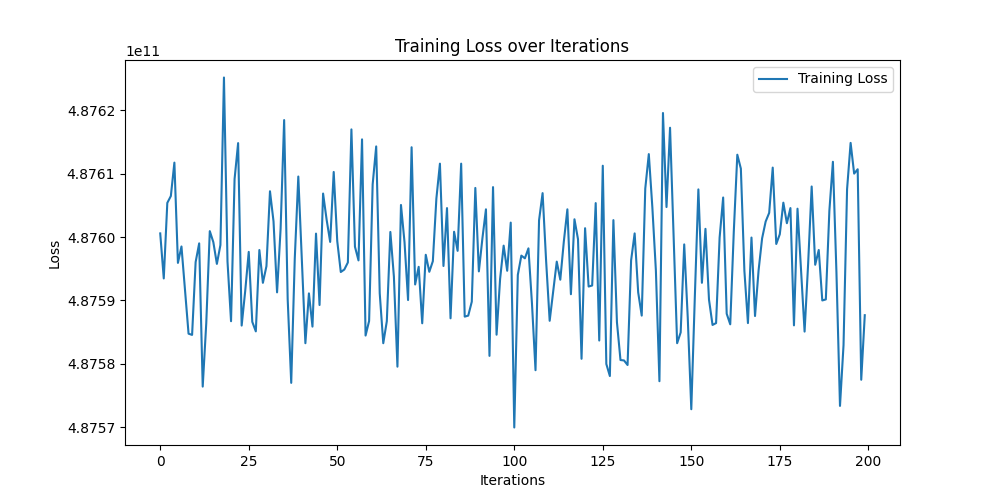 Training Loss over Iterations
1e11
Training Loss
4.8762
4.8761
4.8760
4.8759
4.8758
4.8757
Loss
0 25 50 75 100 125 150 175 200
Iterations